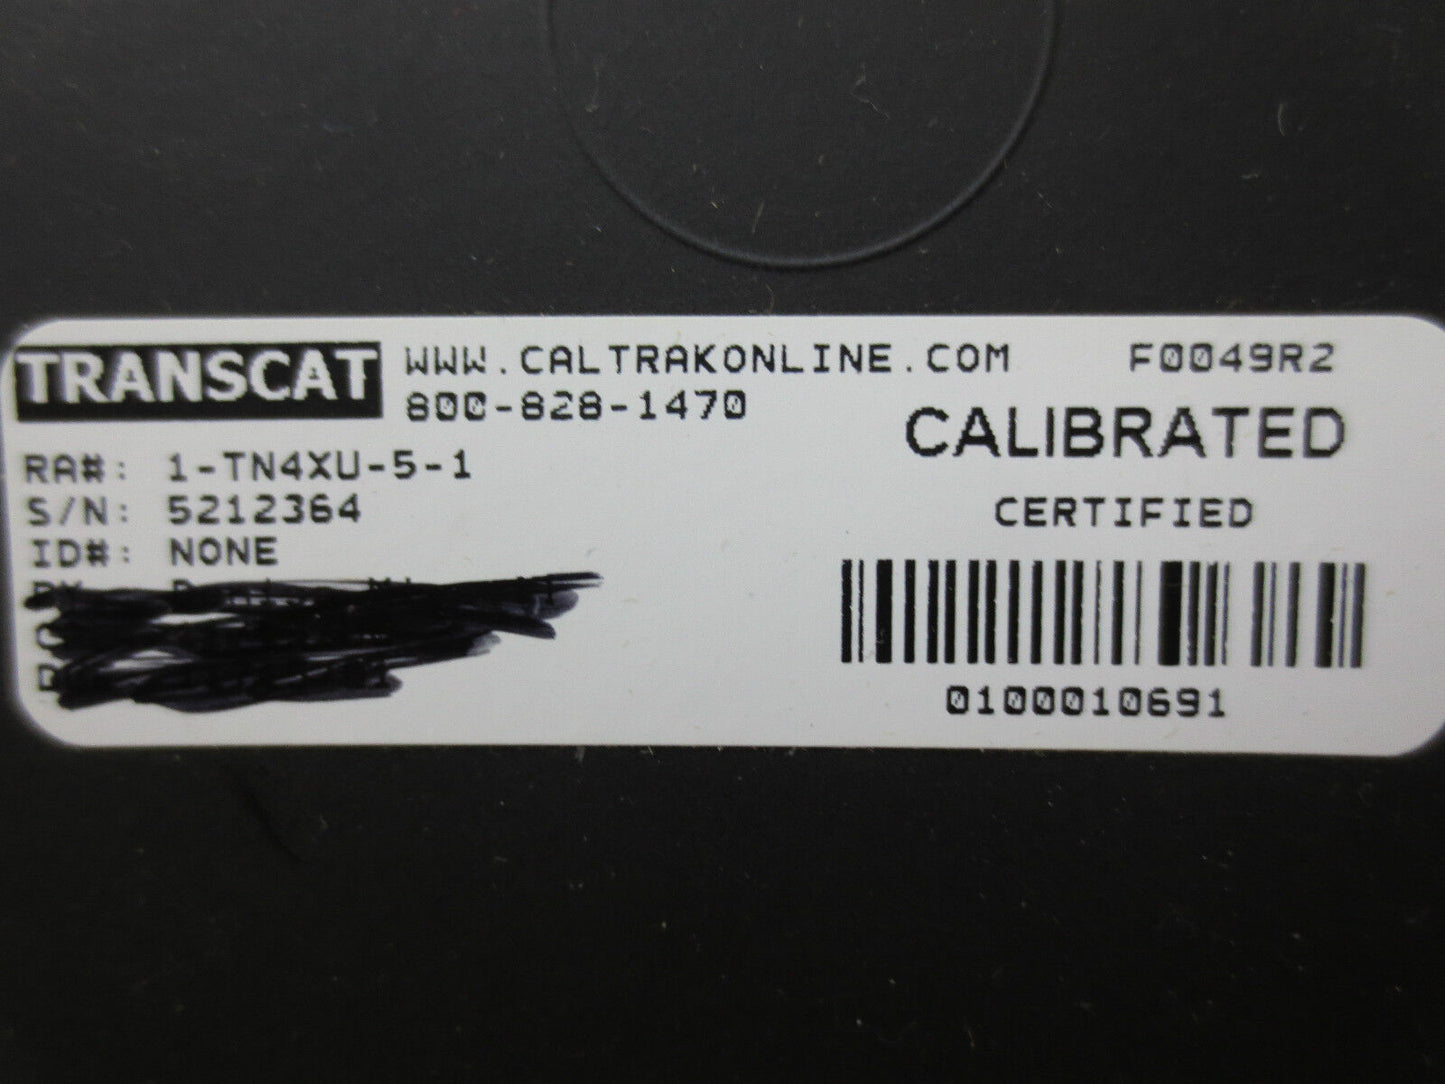 TRANSCAT
WWW.CALTRAKONLINE.COM
800-828-1470
F0049R2
CALIBRATED
CERTIFIED
RA#: 1-TN4XU-5-1
S/N: 5212364
ID#: NONE
0100010691